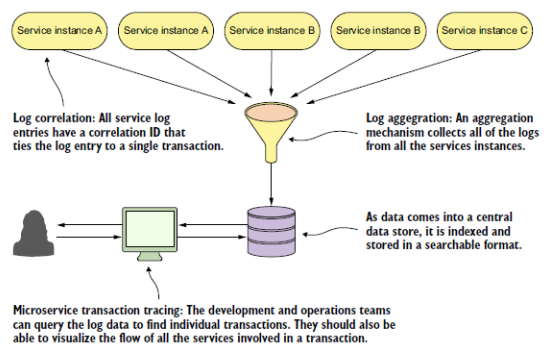 Service instance A
Service instance A
Service instance B
Service instance B
Service instance C
Log correlation: All service log
entries have a correlation ID that
ties the log entry to a single transaction.
Log aggegration: An aggregation
mechanism collects all of the logs
from all the services instances.
As data comes into a central
data store, it is indexed and
stored in a searchable format.
Microservice transaction tracing: The development and operations teams
can query the log data to find individual transactions. They should also be
able to visualize the flow of all the services involved in a transaction.